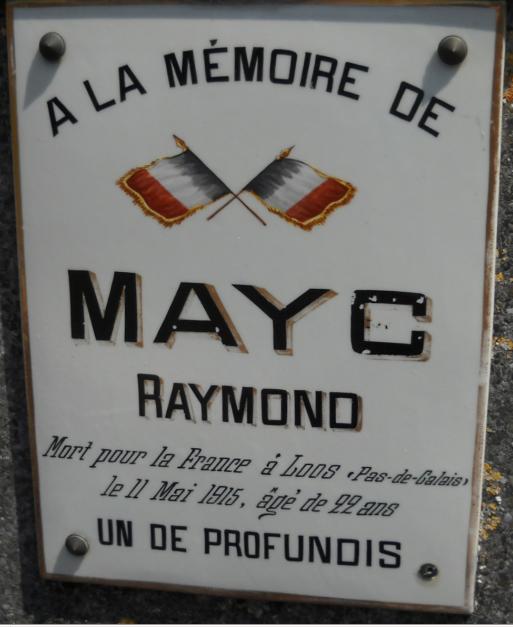 A LA MÉMOIRE DE
MAYC
RAYMOND
Mort pour la France à Loos (Pas-de-Calais)
le 11 Mai 1915, âgé de 22 ans
UN DE PROFUNDIS